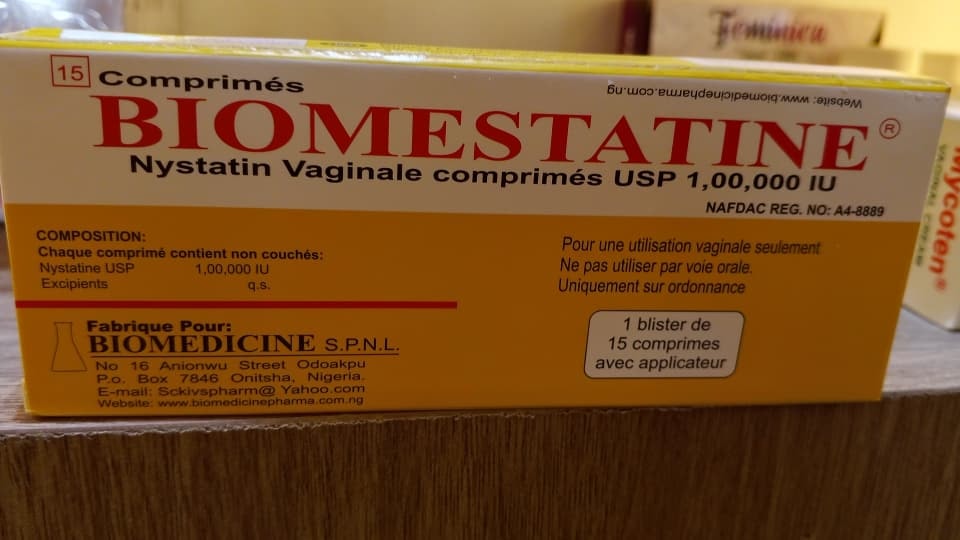 Feminica
15 Comprimés
Website: www.biomedicinepharma.com.ng
BIOMESTATINE ®
Nystatin Vaginale comprimés USP 1,00,000 IU
NAFDAC REG. NO: A4-8889
COMPOSITION:
Chaque comprimé contient non couchés:
Nystatine USP 1,00,000 IU
Excipients q.s.
Pour une utilisation vaginale seulement
Ne pas utiliser par voie orale.
Uniquement sur ordonnance
Fabrique Pour:
BIOMEDICINE S.P.N.L.
No 16 Anionwu Street Odoakpu
P.o. Box 7846 Onitsha, Nigeria.
E-mail: Sckivspharm@ Yahoo.com
Website: www.biomedicinepharma.com.ng
1 blister de
15 comprimes
avec applicateur
Mycoten®
VAGINAL CREAM